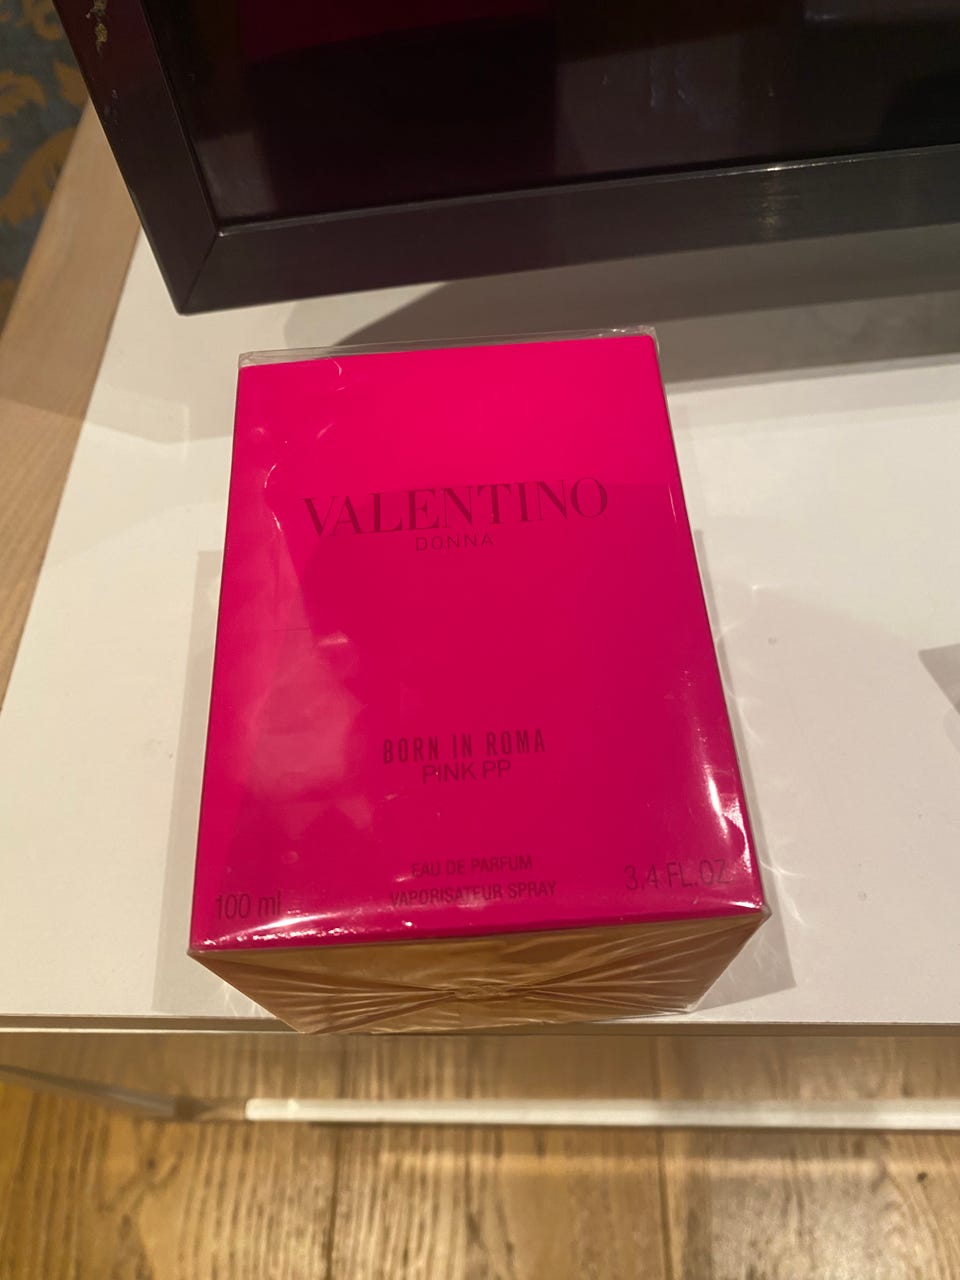 VALENTINO
DONNA
BORN IN ROMA
PINK PP
EAU DE PARFUM
VAPORISATEUR SPRAY
100 ml
3.4 FL.OZ